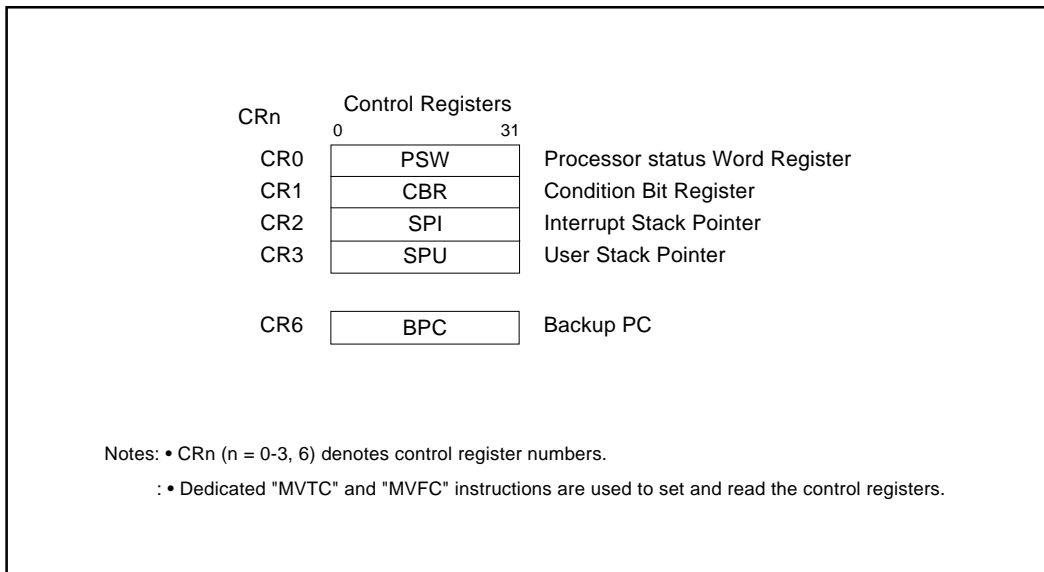 CRn Control Registers
0 31
CR0 PSW Processor status Word Register
CR1 CBR Condition Bit Register
CR2 SPI Interrupt Stack Pointer
CR3 SPU User Stack Pointer
CR6 BPC Backup PC
Notes: • CRn (n = 0-3, 6) denotes control register numbers.
: • Dedicated "MVTC" and "MVFC" instructions are used to set and read the control registers.